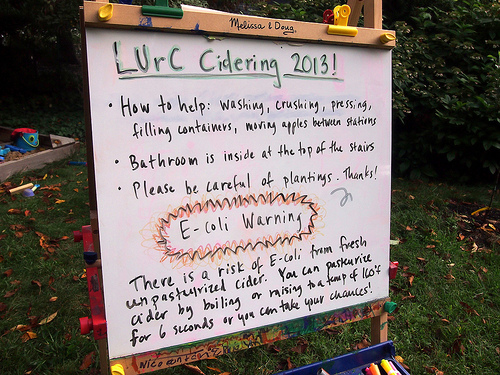 Melissa & Doug
LUrC Cidering 2013!
• How to help: washing, crushing, pressing,
filling containers, moving apples between stations
• Bathroom is inside at the top of the stairs
• Please be careful of plantings. Thanks!
E-Coli Warning
There is a risk of E-Coli from fresh
unpasteurized cider. You can pasteurize
cider by boiling or raising to a temp of 160°F
for 6 seconds or you can take your chances!